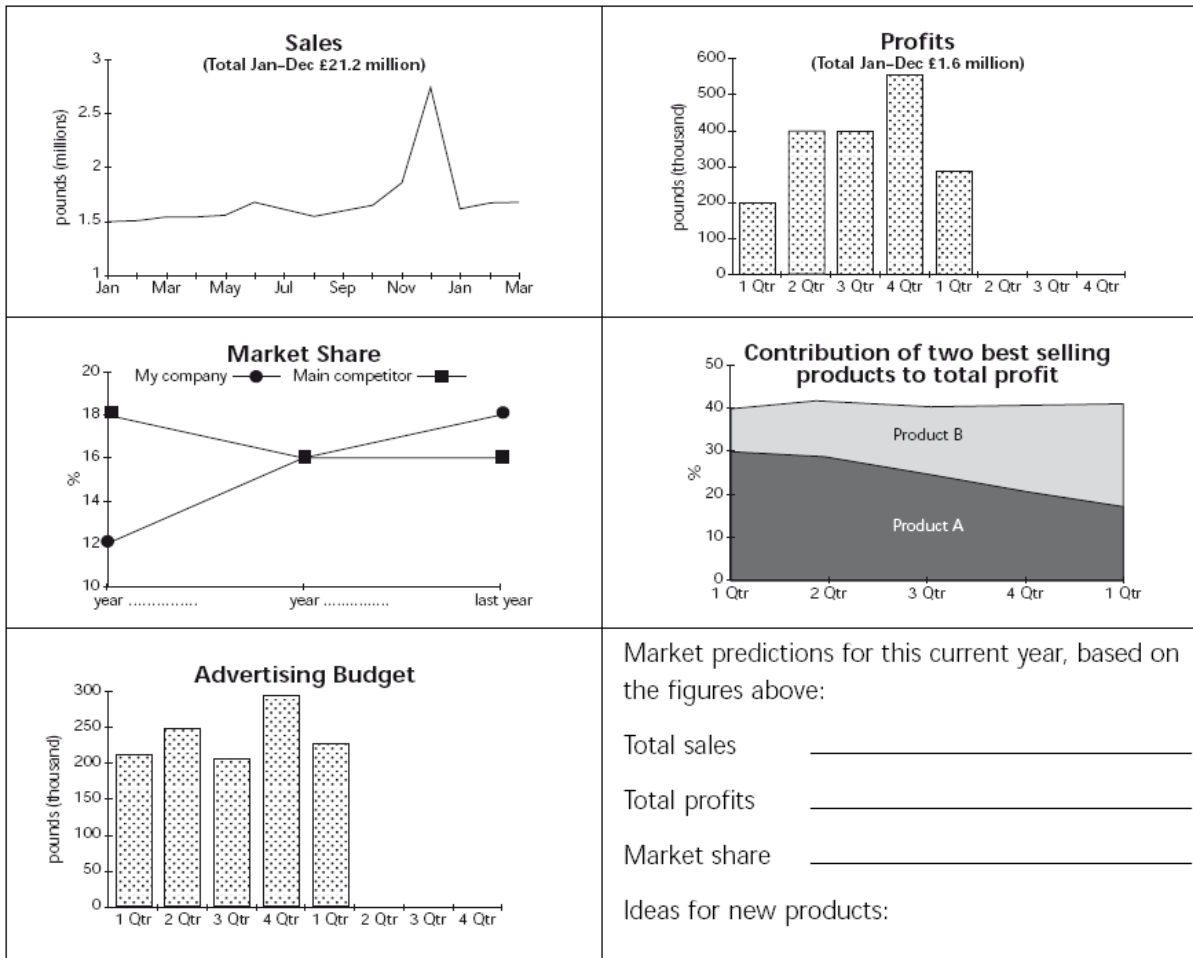 Sales
(Total Jan–Dec £21.2 million)
pounds (millions)
3
2.5
2
1.5
1
Jan Mar May Jul Sep Nov Jan Mar
Profits
(Total Jan–Dec £1.6 million)
pounds (thousand)
600
500
400
300
200
100
0
1 Qtr 2 Qtr 3 Qtr 4 Qtr 1 Qtr 2 Qtr 3 Qtr 4 Qtr
Market Share
My company Main competitor
%
20
18
16
14
12
10
year ............... year .............. last year
Contribution of two best selling
products to total profit
%
50
40
30
20
10
0
Product B
Product A
1 Qtr 2 Qtr 3 Qtr 4 Qtr 1 Qtr
Advertising Budget
pounds (thousand)
300
250
200
150
100
50
0
1 Qtr 2 Qtr 3 Qtr 4 Qtr 1 Qtr 2 Qtr 3 Qtr 4 Qtr
Market predictions for this current year, based on
the figures above:
Total sales
Total profits
Market share
Ideas for new products: